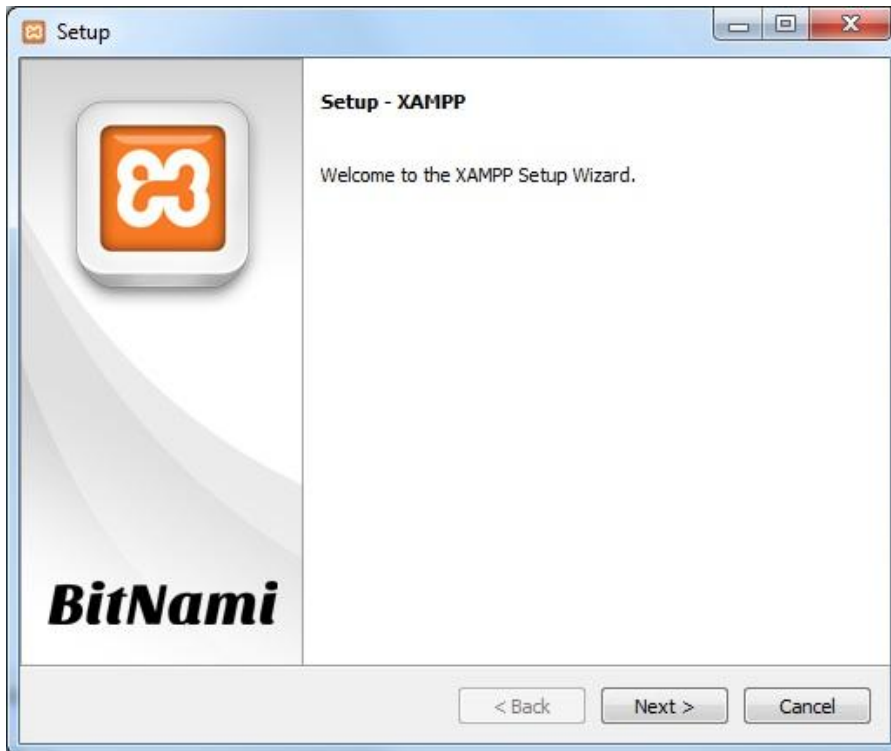 Setup
Setup - XAMPP
Welcome to the XAMPP Setup Wizard.
BitNami
< Back
Next >
Cancel